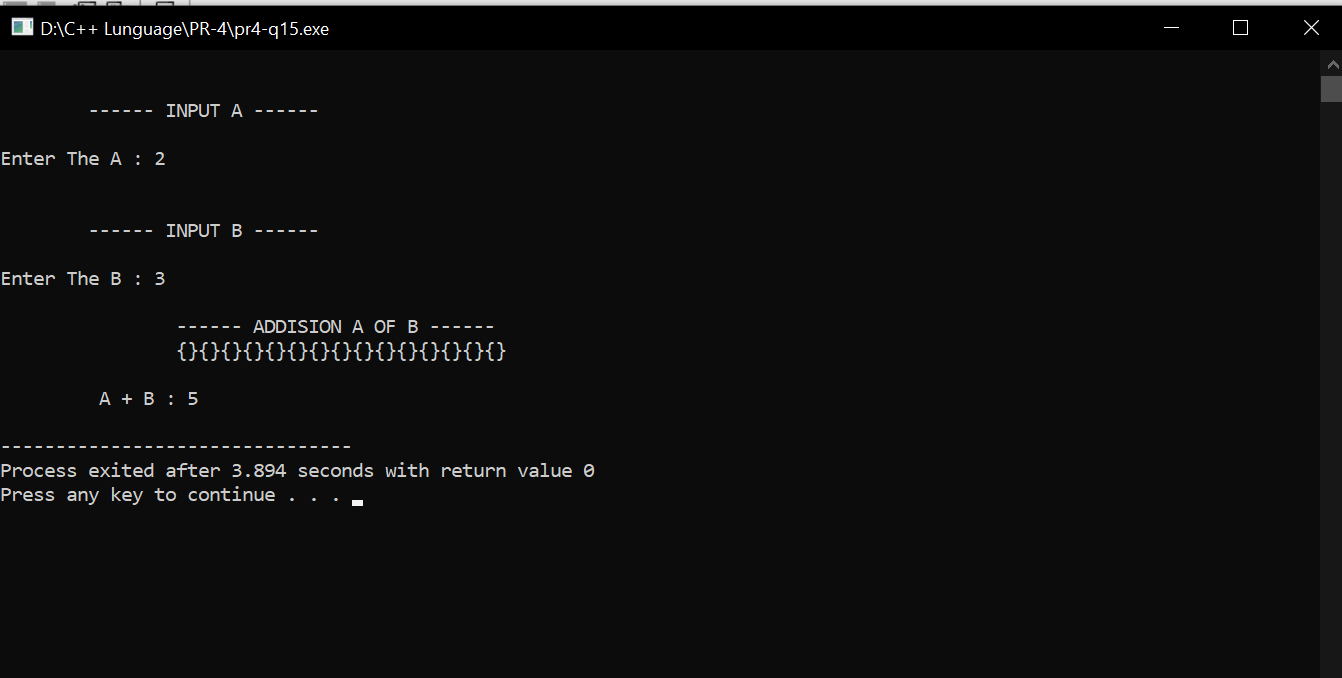 D:\C++ Lunguage\PR-4\pr4-q15.exe
------ INPUT A ------
Enter The A : 2
------ INPUT B ------
Enter The B : 3
------ ADDISION A OF B ------
{}{}{}{}{}{}{}{}{}{}{}{}{}{}{}
A + B : 5
--------------------------------
Process exited after 3.894 seconds with return value 0
Press any key to continue . . .